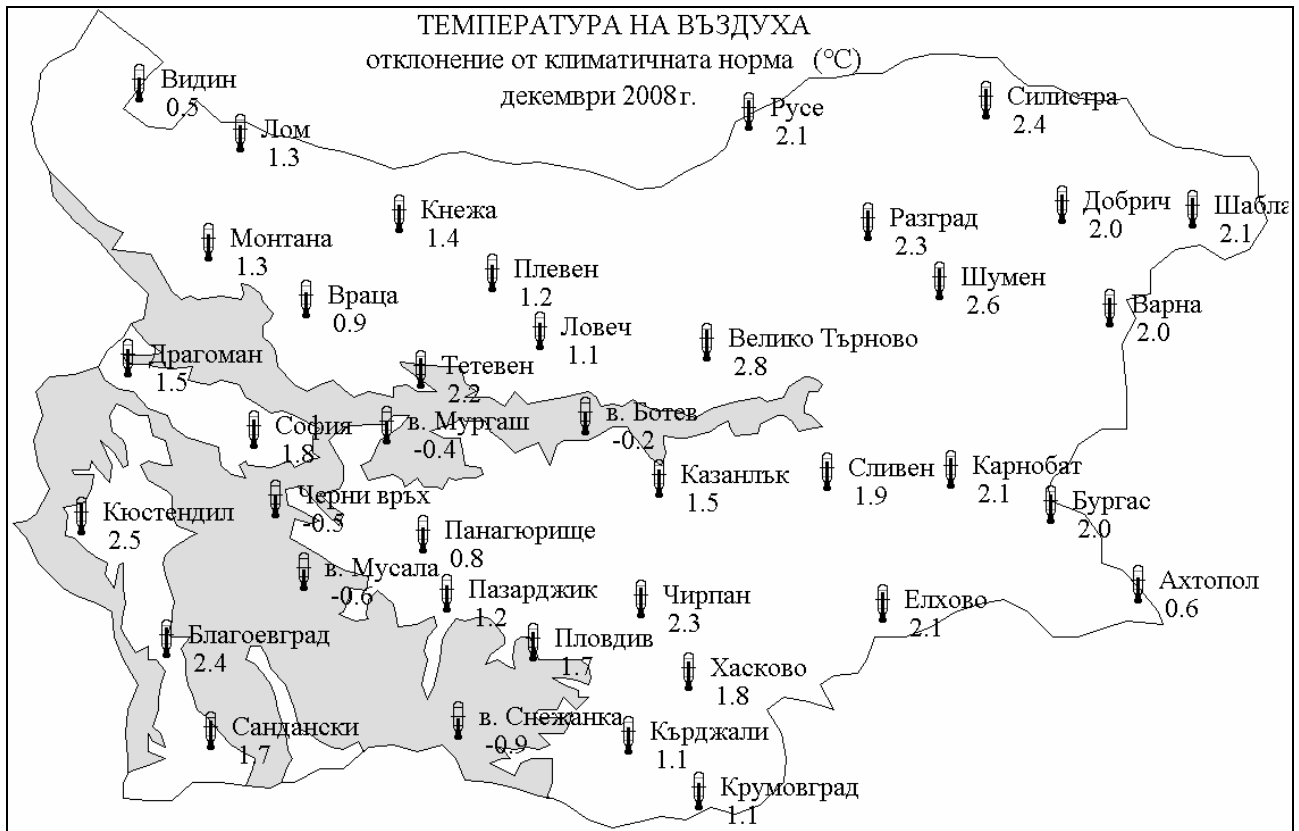 ТЕМПЕРАТУРА НА ВЪЗДУХА
отклонение от климатичната норма (°C)
декември 2008 г.
Видин
0.5
Лом
1.3
Русе
2.1
Силистра
2.4
Кнежа
1.4
Монтана
1.3
Разград
2.3
Добрич
2.0
Шабла
2.1
Плевен
1.2
Враца
0.9
Шумен
2.6
Варна
2.0
Ловеч
1.1
Велико Търново
2.8
Драгоман
1.5
Тетевен
2.2
София
1.8
в. Мургаш
-0.4
в. Ботев
-0.2
Казанлък
1.5
Сливен
1.9
Карнобат
2.1
Бургас
2.0
Черни връх
-0.5
Кюстендил
2.5
Панагюрище
0.8
в. Мусала
-0.6
Пазарджик
1.2
Чирпан
2.3
Елхово
2.1
Ахтопол
0.6
Благоевград
2.4
Пловдив
1.7
Хасково
1.8
Сандански
1.7
в. Снежанка
-0.9
Кърджали
1.1
Крумовград
1.1